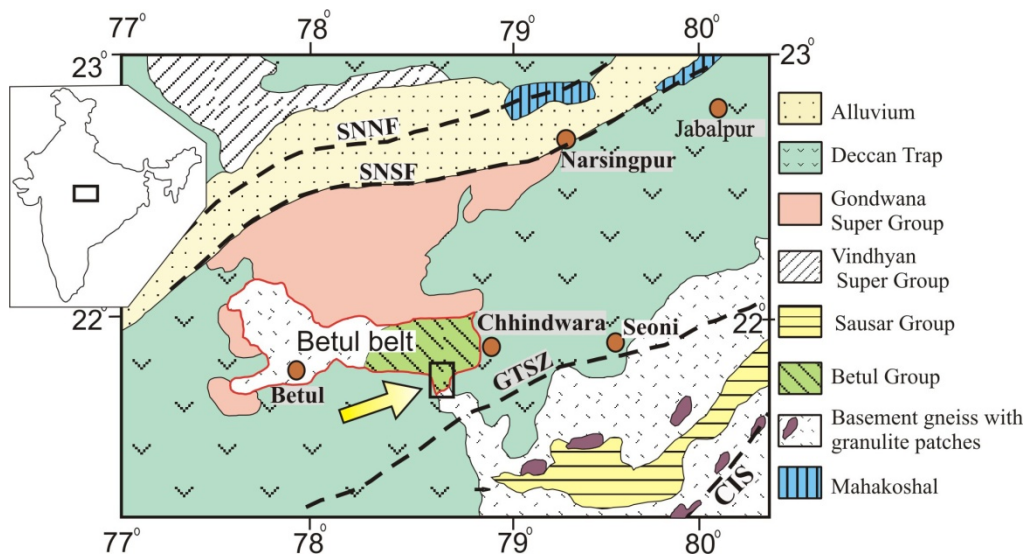 77°
78
79°
80°
23°
23°
SNNF
SNSF
Narsingpur
Jabalpur
22°
22°
Betul belt
Chhindwara
Seoni
Betul
GTSZ
CIS
77°
78°
79°
80°
Alluvium
Deccan Trap
Gondwana
Super Group
Vindhyan
Super Group
Sausar Group
Betul Group
Basement gneiss with
granulite patches
Mahakoshal